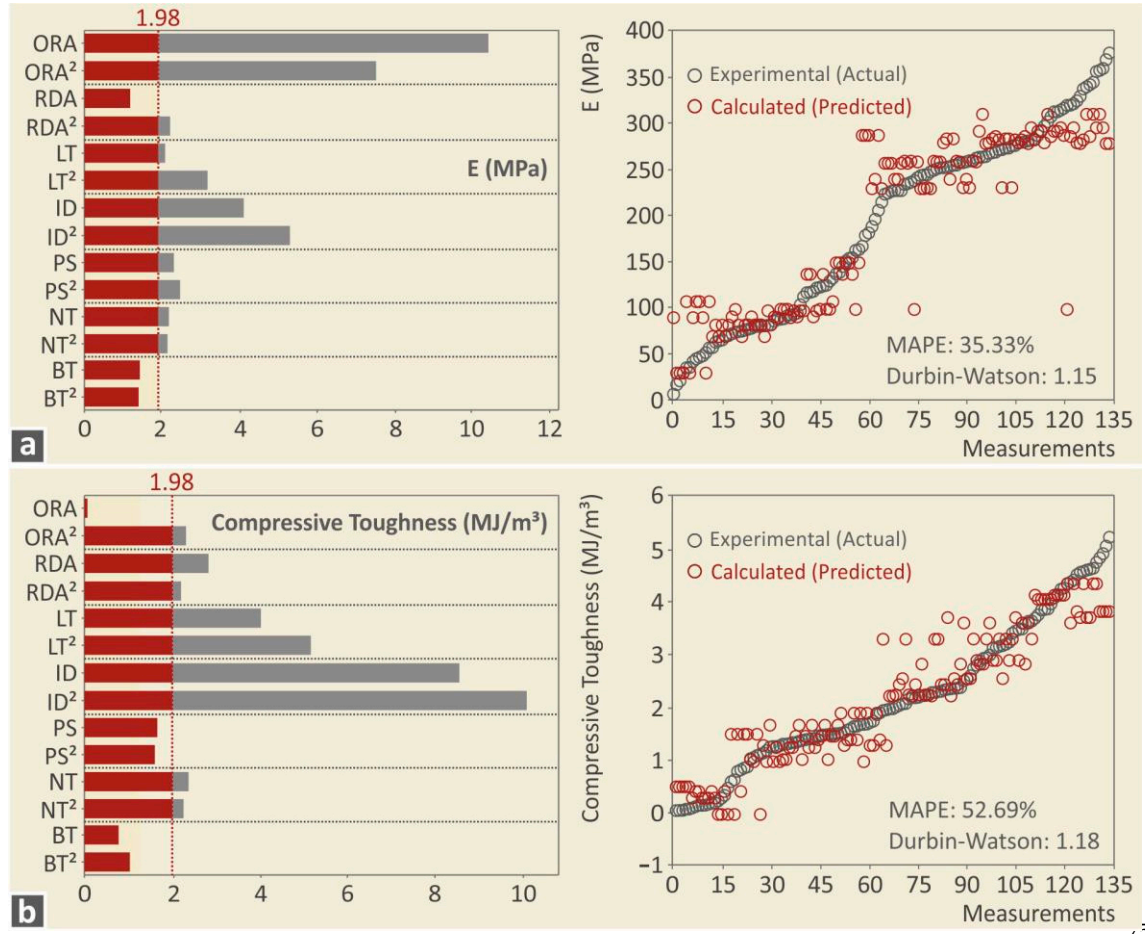 1.98
ORA
ORA²
RDA
RDA²
LT
LT²
ID
ID²
PS
PS²
NT
NT²
BT
BT²
E (MPa)
0 2 4 6 8 10 12
a
E (MPa)
400
350
300
250
200
150
100
50
0
Experimental (Actual)
Calculated (Predicted)
MAPE: 35.33%
Durbin-Watson: 1.15
0 15 30 45 60 75 90 105 120 135
Measurements
1.98
ORA
ORA²
RDA
RDA²
LT
LT²
ID
ID²
PS
PS²
NT
NT²
BT
BT²
Compressive Toughness (MJ/m³)
0 2 4 6 8 10
b
Compressive Toughness (MJ/m³)
6
5
4
3
2
1
0
−1
Experimental (Actual)
Calculated (Predicted)
MAPE: 52.69%
Durbin-Watson: 1.18
0 15 30 45 60 75 90 105 120 135
Measurements